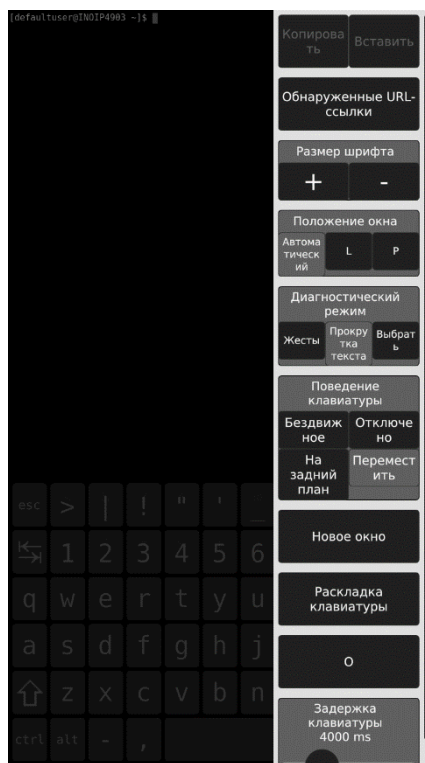 [defaultuser@INOIP4903 ~]$
Копирова
ть
Вставить
Обнаруженные URL-
ссылки
Размер шрифта
+
-
Положение окна
Автома
тическ
ий
L
P
Диагностический
режим
Жесты
Прокру
тка
текста
Выбрат
ь
Поведение
клавиатуры
Бездвиж
ное
Отключе
но
На
задний
план
Перемест
ить
Новое окно
Раскладка
клавиатуры
О
Задержка
клавиатуры
4000 ms
esc > | ! " ' _
1 2 3 4 5 6
q w e r t y u
a s d f g h j
z x c v b n
ctrl alt - ,